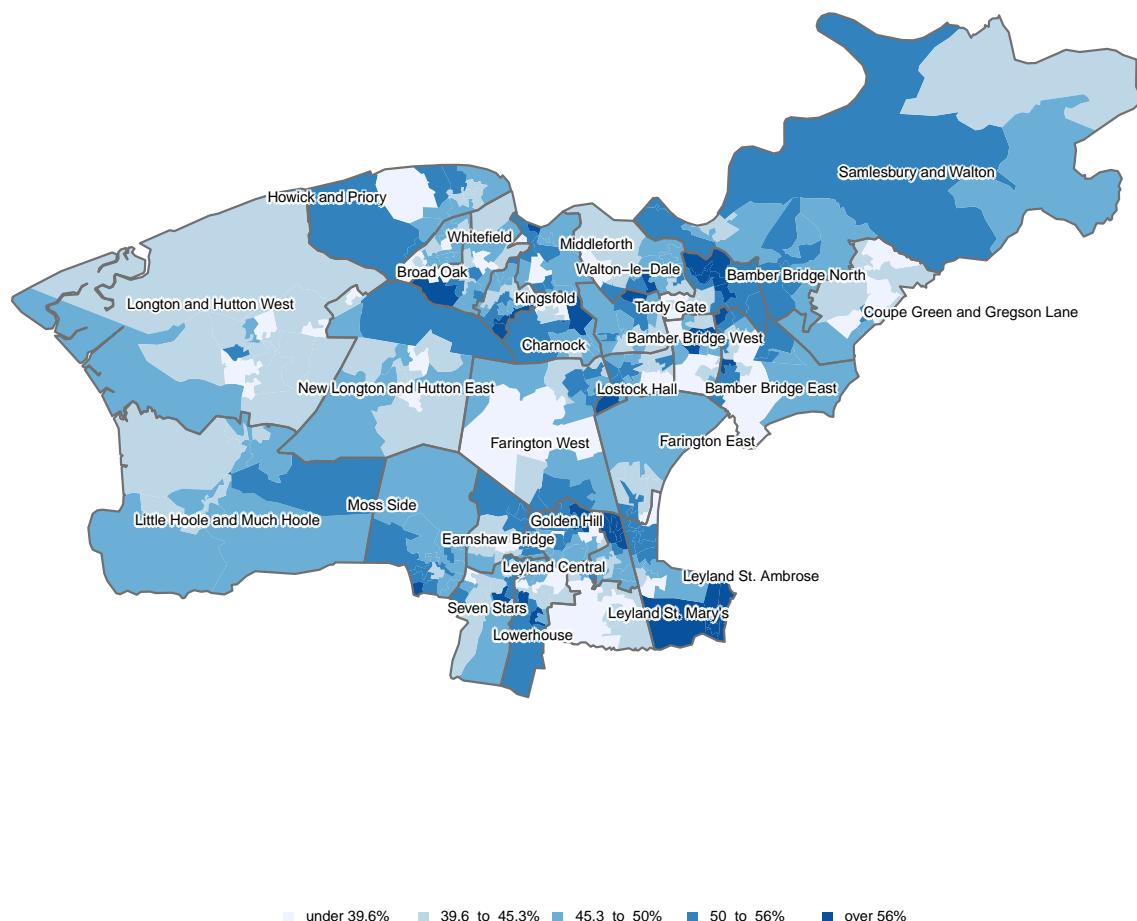 Samlesbury and Walton
Howick and Priory
Whitefield
Middleforth
Broad Oak
Walton−le−Dale
Bamber Bridge North
Kingsfold
Longton and Hutton West
Tardy Gate
Coupe Green and Gregson Lane
Charnock
Bamber Bridge West
New Longton and Hutton East
Lostock Hall
Bamber Bridge East
Farington West
Farington East
Moss Side
Little Hoole and Much Hoole
Golden Hill
Earnshaw Bridge
Leyland Central
Leyland St. Ambrose
Seven Stars
Leyland St. Mary's
Lowerhouse
under 39.6% 39.6 to 45.3% 45.3 to 50% 50 to 56% over 56%